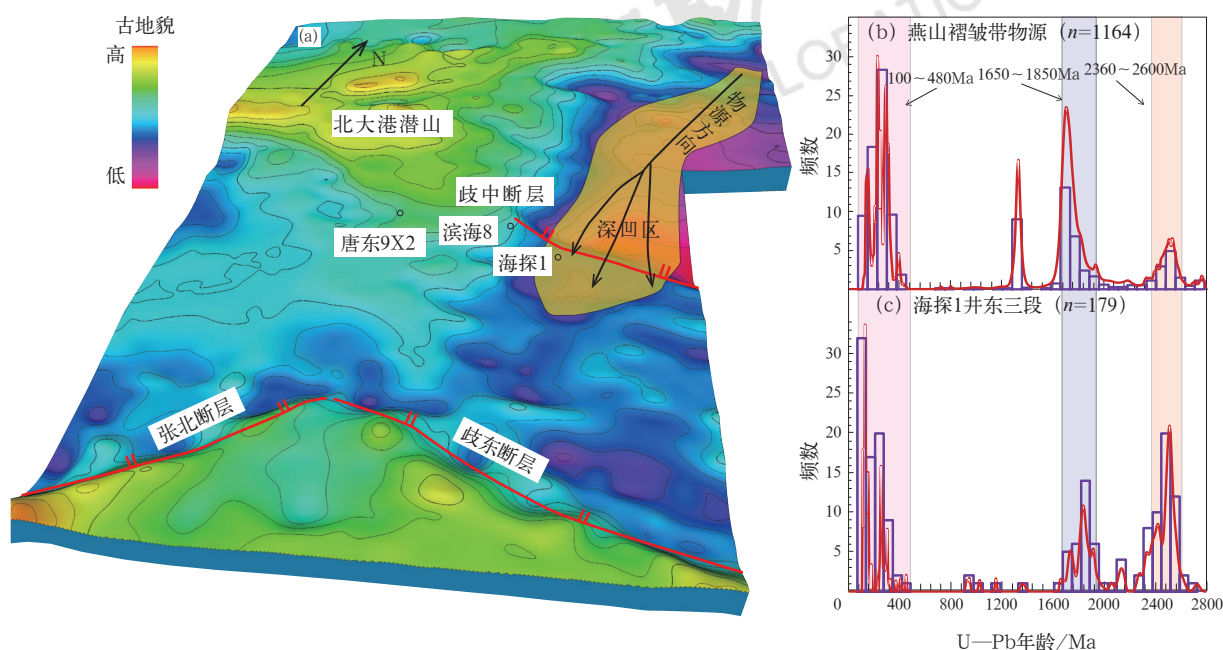 古地貌
高
低
(a)
N
北大港潜山
物源方向
歧中断层
滨海8
唐东9X2
深凹区
海探1
张北断层
歧东断层
(b) 燕山褶皱带物源 (n=1164)
100～480Ma
1650～1850Ma
2360～2600Ma
频数
35
30
25
20
15
10
5
(c) 海探1井东三段 (n=179)
频数
30
25
20
15
10
5
0
0 400 800 1200 1600 2000 2400 2800
U—Pb年龄/Ma